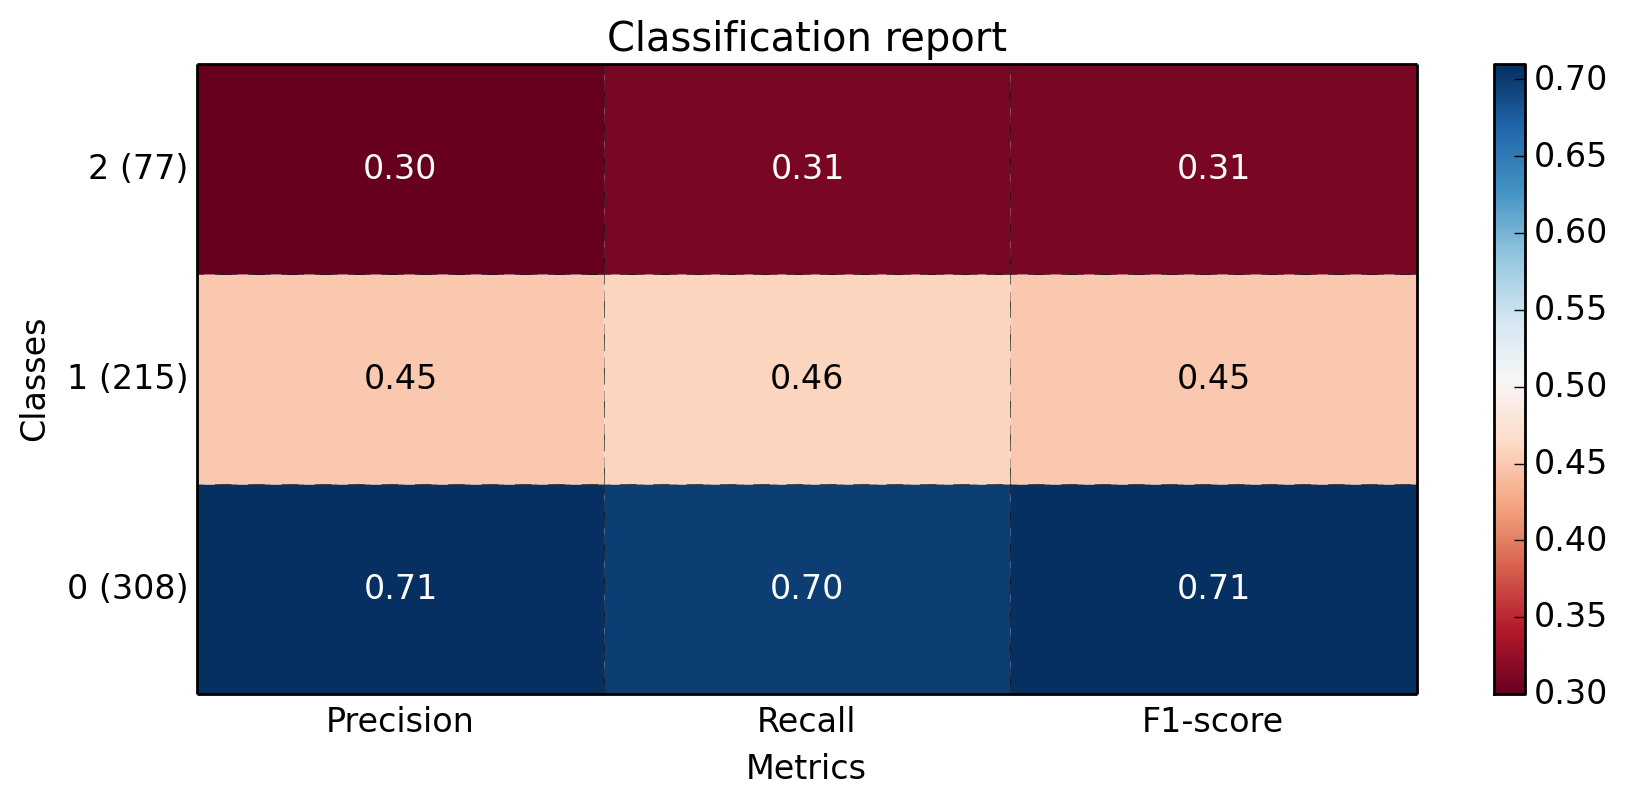 Classification report
2 (77) 0.30 0.31 0.31
1 (215) 0.45 0.46 0.45
0 (308) 0.71 0.70 0.71
Precision Recall F1-score
Metrics
Classes
0.70
0.65
0.60
0.55
0.50
0.45
0.40
0.35
0.30